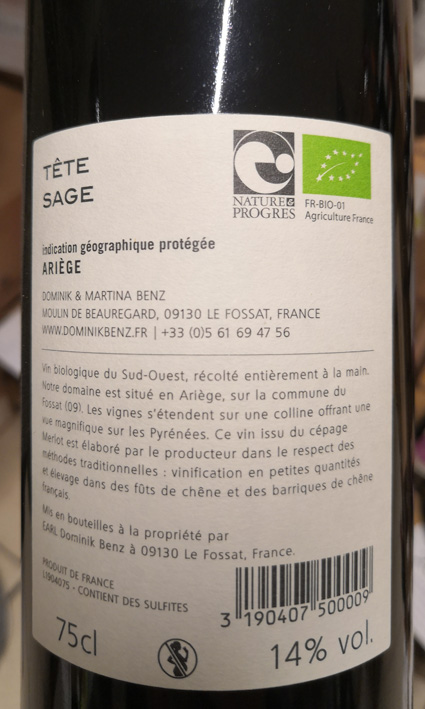 TÊTE
SAGE
NATURE &
PROGRES
FR-BIO-01
Agriculture France
indication géographique protégée
ARIÈGE
DOMINIK & MARTINA BENZ
MOULIN DE BEAUREGARD, 09130 LE FOSSAT, FRANCE
WWW.DOMINIKBENZ.FR | +33 (0)5 61 69 47 56
Vin biologique du Sud-Ouest, récolté entièrement à la main.
Notre domaine est situé en Ariège, sur la commune du
Fossat (09). Les vignes s'étendent sur une colline offrant une
vue magnifique sur les Pyrénées. Ce vin issu du cépage
Merlot est élaboré par le producteur dans le respect des
méthodes traditionnelles : vinification en petites quantités
et élevage dans des fûts de chêne et des barriques de chêne
français.
Mis en bouteilles à la propriété par
EARL Dominik Benz à 09130 Le Fossat, France.
PRODUIT DE FRANCE
L1904075 - CONTIENT DES SULFITES
3 190407 500009
75cl
14% vol.